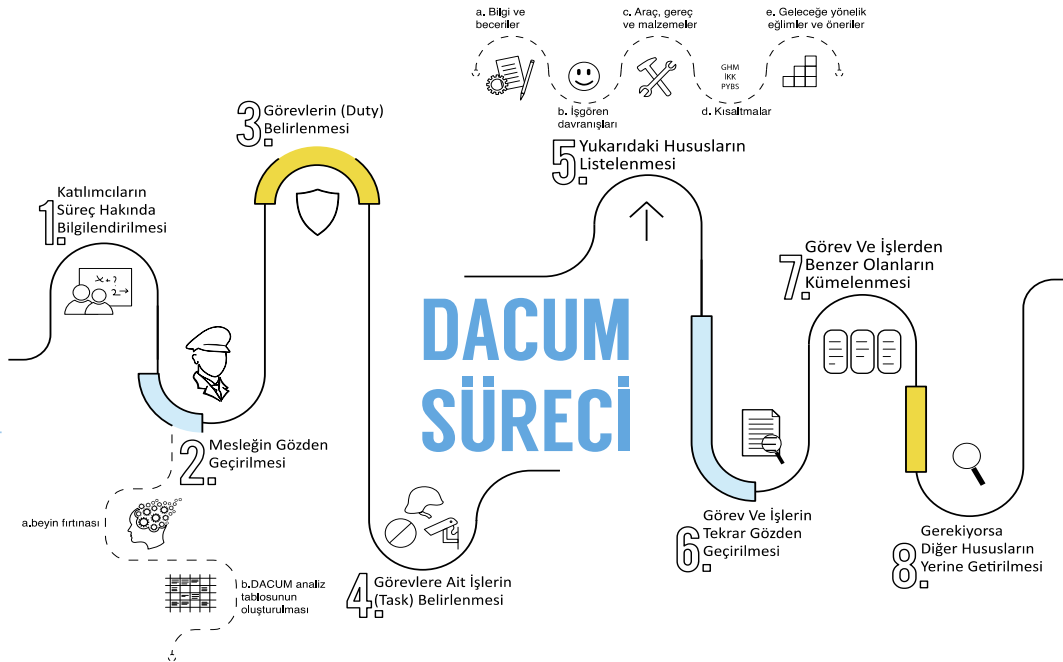 DACUM
SÜRECİ
1.
Katılımcıların
Süreç Hakında
Bilgilendirilmesi
x+?
2→
2.
Mesleğin Gözden
Geçirilmesi
a.beyin fırtınası
b.DACUM analiz
tablosunun
oluşturulması
3.
Görevlerin (Duty)
Belirlenmesi
4.
Görevlere Ait İşlerin
(Task) Belirlenmesi
5.
Yukarıdaki Hususların
Listelenmesi
a. Bilgi ve
beceriler
b. İşgören
davranışları
c. Araç, gereç
ve malzemeler
GHM
İKK
PYBS
d. Kısaltmalar
e. Geleceğe yönelik
eğlimler ve öneriler
6.
Görev Ve İşlerin
Tekrar Gözden
Geçirilmesi
7.
Görev Ve İşlerden
Benzer Olanların
Kümelenmesi
8.
Gerekiyorsa
Diğer Hususların
Yerine Getirilmesi